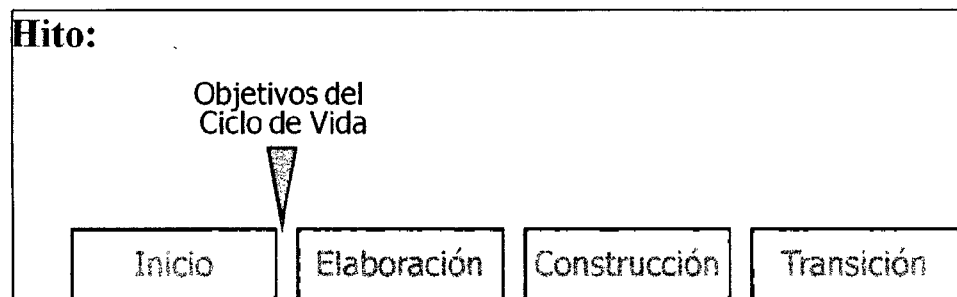 Hito:
Objetivos del
Ciclo de Vida
Inicio
Elaboración
Construcción
Transición